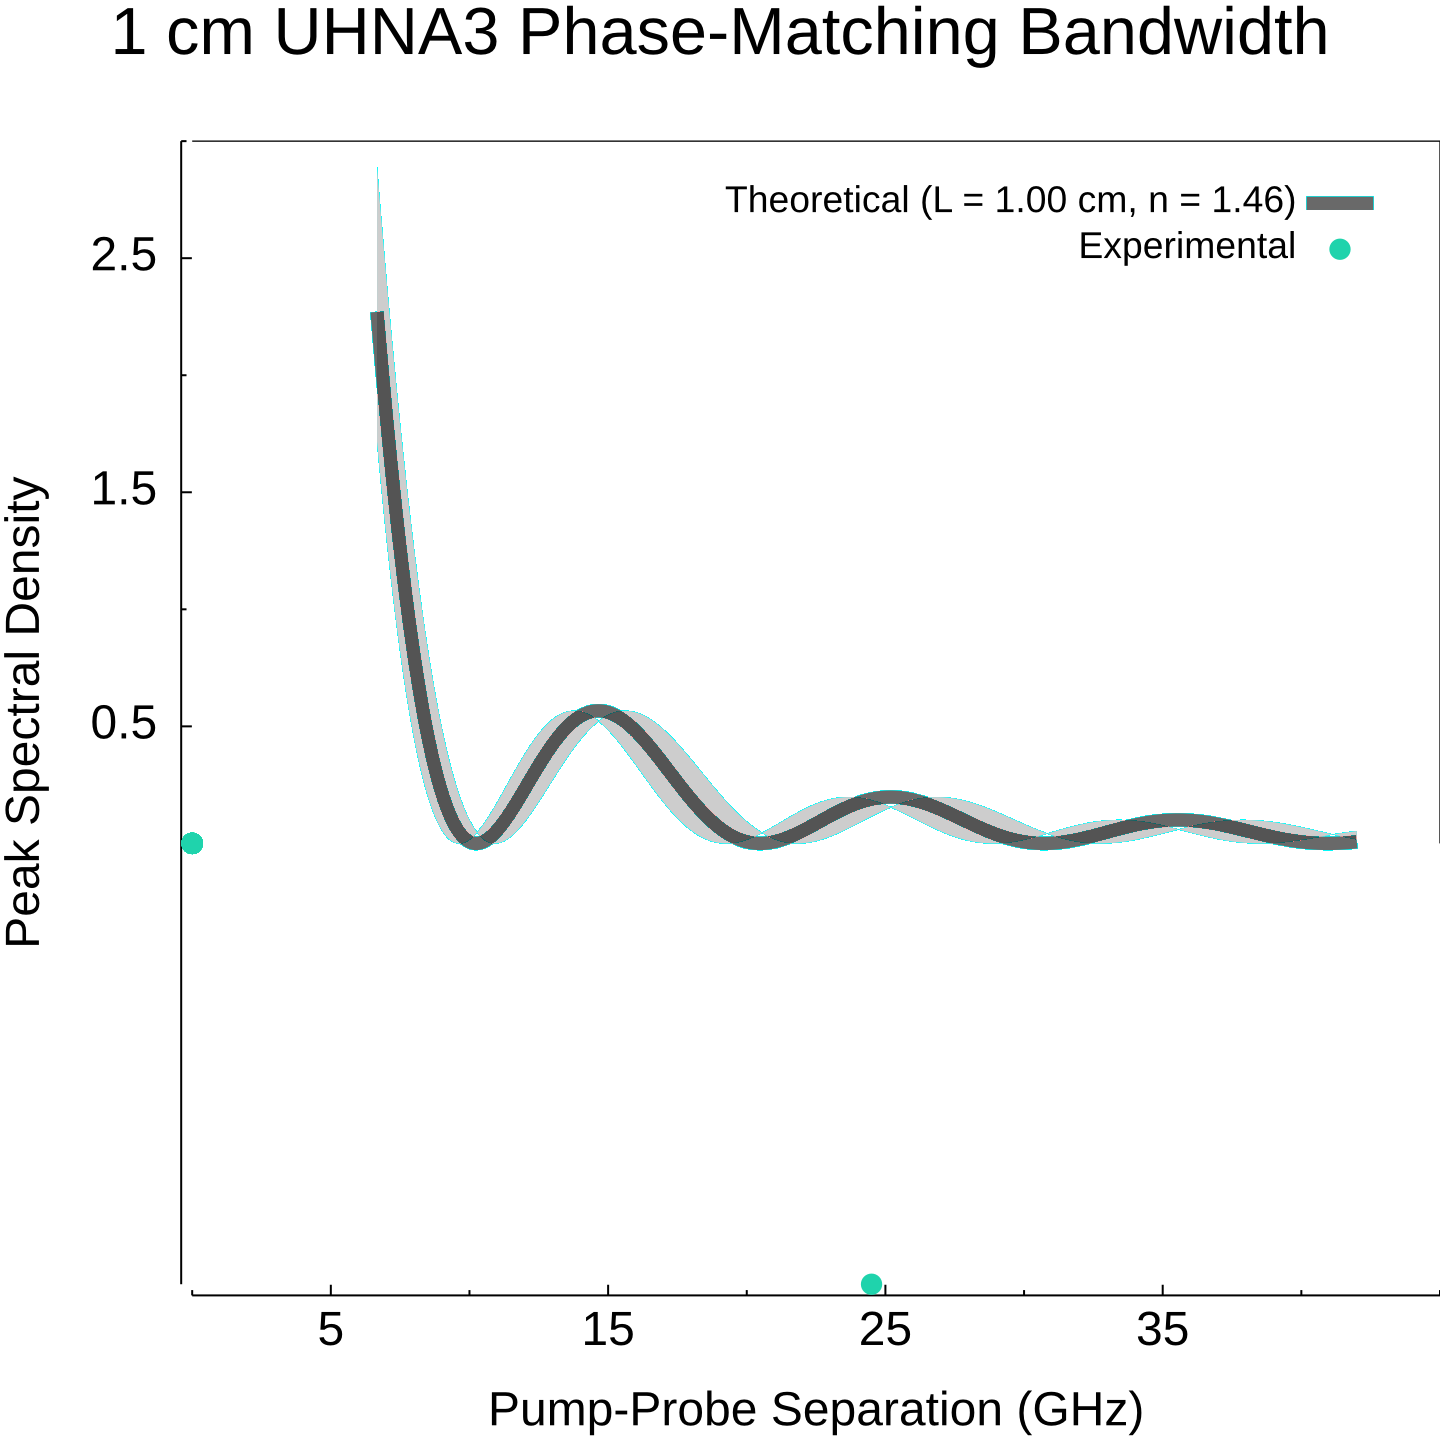 1 cm UHNA3 Phase-Matching Bandwidth
Theoretical (L = 1.00 cm, n = 1.46)
Experimental
2.5
1.5
0.5
Peak Spectral Density
5 15 25 35
Pump-Probe Separation (GHz)